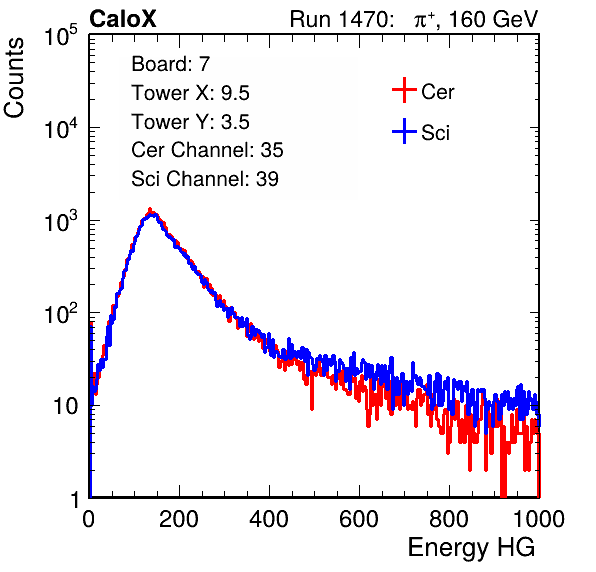 CaloX Run 1470: π⁺, 160 GeV
Counts
10⁵
10⁴
10³
10²
10
1
Board: 7
Tower X: 9.5
Tower Y: 3.5
Cer Channel: 35
Sci Channel: 39
Cer
Sci
0 200 400 600 800 1000
Energy HG